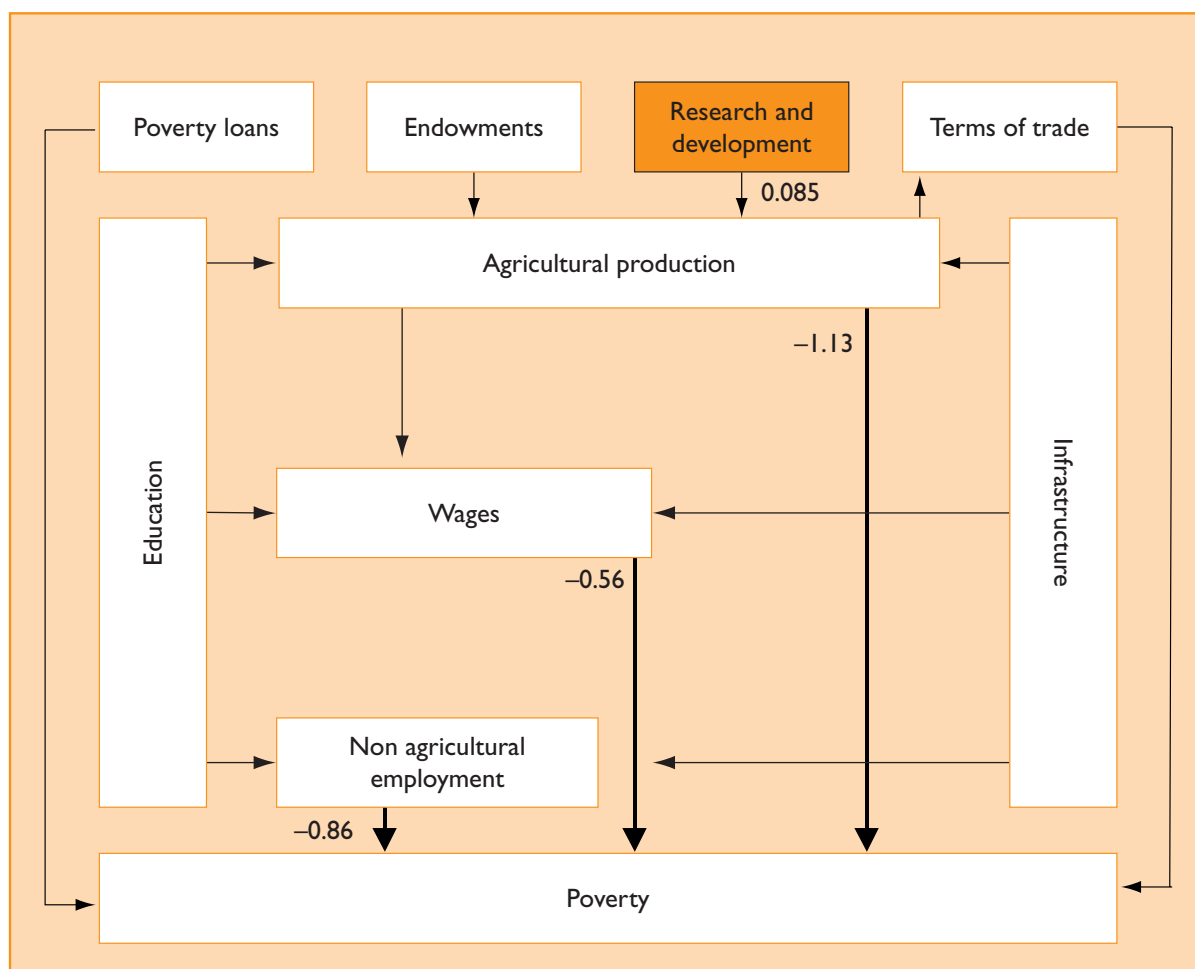 Poverty loans
Endowments
Research and
development
Terms of trade
0.085
Agricultural production
–1.13
Education
Infrastructure
Wages
–0.56
Non agricultural
employment
–0.86
Poverty